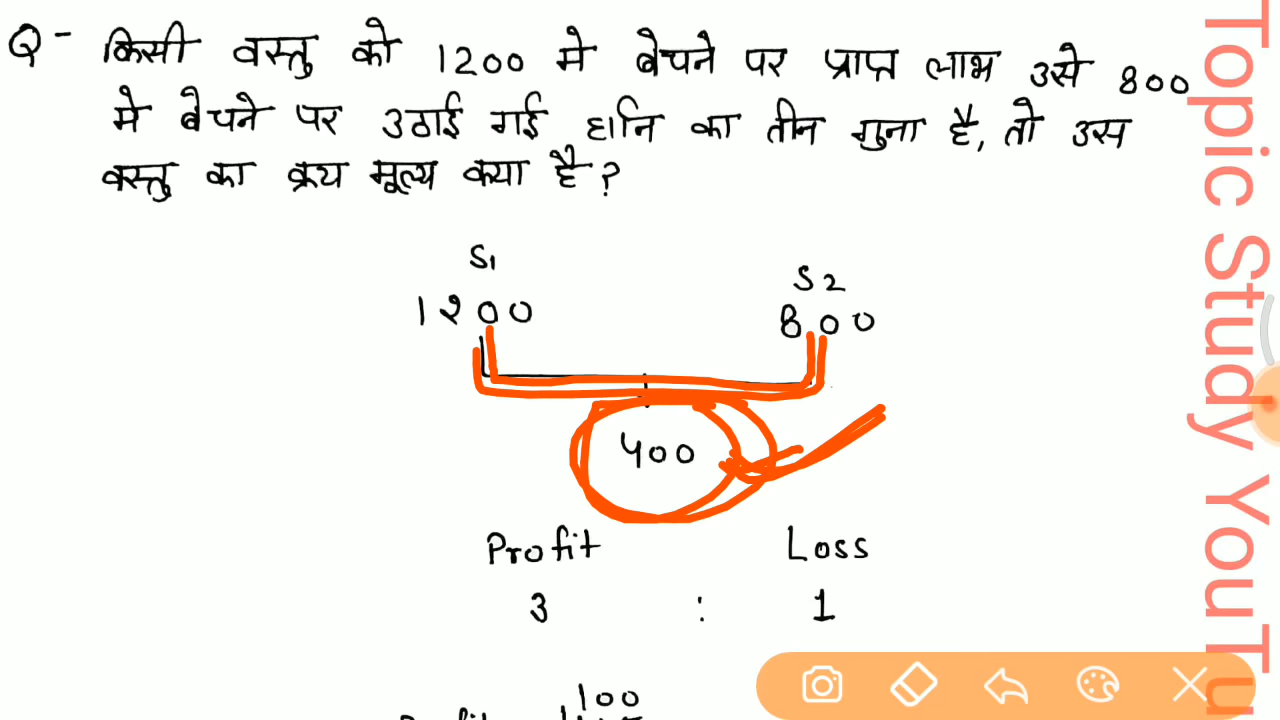 Q- किसी वस्तु को 1200 मे बेचने पर प्राप्त लाभ उसे 800
मे बेचने पर उठाई गई हानि का तीन गुना है, तो उस
वस्तु का क्रय मूल्य क्या है?
S1 S2
1200 800
400
Profit Loss
3 : 1
100
Topic Study YouTu